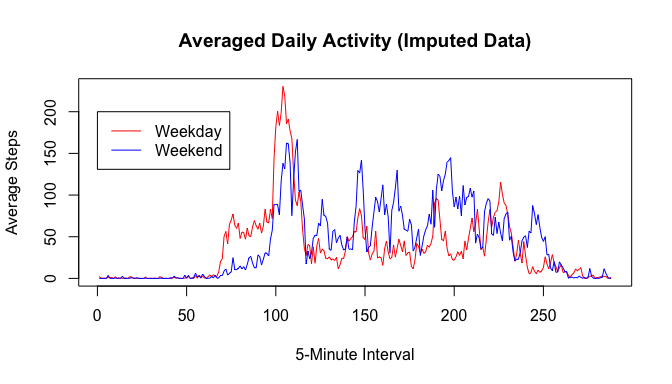 Averaged Daily Activity (Imputed Data)
Average Steps
200
150
100
50
0
Weekday
Weekend
0
50
100
150
200
250
5-Minute Interval